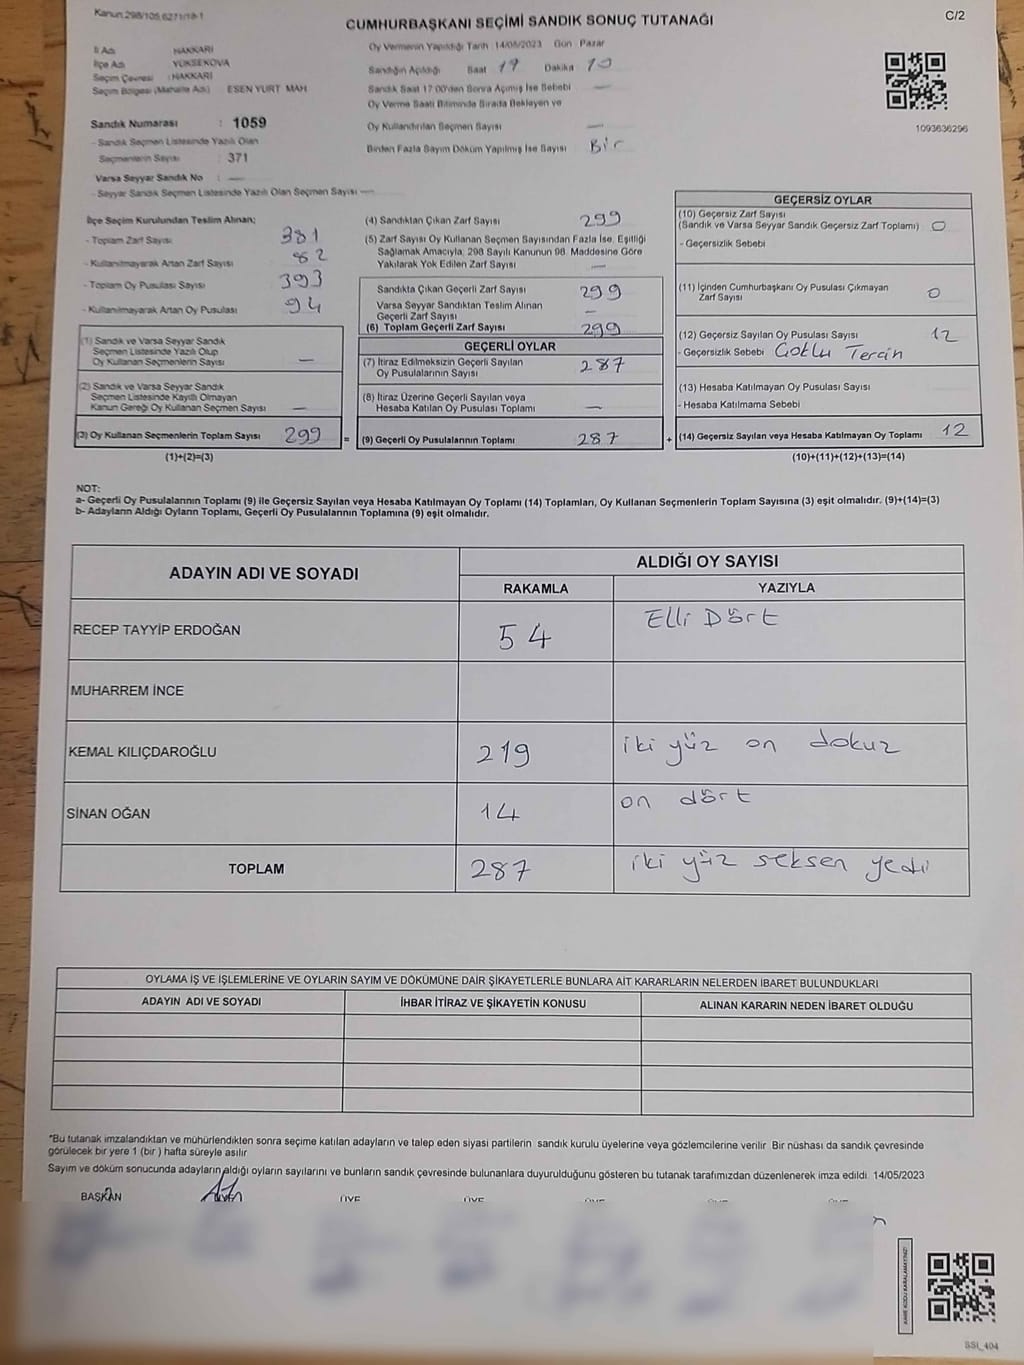 Kanun:298/105,6271/19-1
C/2
CUMHURBAŞKANI SEÇİMİ SANDIK SONUÇ TUTANAĞI
İl Adı HAKKARİ
İlçe Adı YÜKSEKOVA
Seçim Çevresi : HAKKARİ
Seçim Bölgesi (Mahalle Adı) ESEN YURT MAH
Sandık Numarası : 1059
- Sandık Seçmen Listesinde Yazılı Olan
Seçmenlerin Sayısı : 371
Varsa Seyyar Sandık No : —
- Seyyar Sandık Seçmen Listesinde Yazılı Olan Seçmen Sayısı —
Oy Vermenin Yapıldığı Tarih :14/05/2023 Gün : Pazar
Sandığın Açıldığı Saat 17 Dakika 10
Sandık Saat 17:00'den Sonra Açımış İse Sebebi —
Oy Verme Saati Bitiminde Sırada Bekleyen ve
Oy Kullandırılan Seçmen Sayısı —
Birden Fazla Sayım Döküm Yapılmış İse Sayısı Bir
1093636296
İlçe Seçim Kurulundan Teslim Alınan;
- Toplam Zarf Sayısı 381
- Kullanılmayarak Artan Zarf Sayısı 82
- Toplam Oy Pusulası Sayısı 393
- Kullanılmayarak Artan Oy Pusulası 94
(1) Sandık ve Varsa Seyyar Sandık
Seçmen Listesinde Yazılı Olup
Oy Kullanan Seçmenlerin Sayısı —
(2) Sandık ve Varsa Seyyar Sandık
Seçmen Listesinde Kayıtlı Olmayan
Kanun Gereği Oy Kullanan Seçmen Sayısı —
(3) Oy Kullanan Seçmenlerin Toplam Sayısı 299 =
(1)+(2)=(3)
(4) Sandıktan Çıkan Zarf Sayısı 299
(5) Zarf Sayısı Oy Kullanan Seçmen Sayısından Fazla İse, Eşitliği
Sağlamak Amacıyla; 298 Sayılı Kanunun 98. Maddesine Göre
Yakılarak Yok Edilen Zarf Sayısı —
Sandıkta Çıkan Geçerli Zarf Sayısı 299
Varsa Seyyar Sandıktan Teslim Alınan
Geçerli Zarf Sayısı —
(6) Toplam Geçerli Zarf Sayısı 299
GEÇERLİ OYLAR
(7) İtiraz Edilmeksizin Geçerli Sayılan
Oy Pusulalarının Sayısı 287
(8) İtiraz Üzerine Geçerli Sayılan veya
Hesaba Katılan Oy Pusulası Toplamı —
(9) Geçerli Oy Pusulalarının Toplamı 287 +
GEÇERSİZ OYLAR
(10) Geçersiz Zarf Sayısı
(Sandık ve Varsa Seyyar Sandık Geçersiz Zarf Toplamı) 0
- Geçersizlik Sebebi
(11) İçinden Cumhurbaşkanı Oy Pusulası Çıkmayan
Zarf Sayısı 0
(12) Geçersiz Sayılan Oy Pusulası Sayısı 12
- Geçersizlik Sebebi Çoklu Tercih
(13) Hesaba Katılmayan Oy Pusulası Sayısı
- Hesaba Katılmama Sebebi
(14) Geçersiz Sayılan veya Hesaba Katılmayan Oy Toplamı 12
(10)+(11)+(12)+(13)=(14)
NOT:
a- Geçerli Oy Pusulalarının Toplamı (9) ile Geçersiz Sayılan veya Hesaba Katılmayan Oy Toplamı (14) Toplamları, Oy Kullanan Seçmenlerin Toplam Sayısına (3) eşit olmalıdır. (9)+(14)=(3)
b- Adayların Aldığı Oyların Toplamı, Geçerli Oy Pusulalarının Toplamına (9) eşit olmalıdır.
ADAYIN ADI VE SOYADI ALDIĞI OY SAYISI
RAKAMLA YAZIYLA
RECEP TAYYİP ERDOĞAN 54 Elli Dört
MUHARREM İNCE
KEMAL KILIÇDAROĞLU 219 iki yüz on dokuz
SİNAN OĞAN 14 on dört
TOPLAM 287 iki yüz seksen yedi
OYLAMA İŞ VE İŞLEMLERİNE VE OYLARIN SAYIM VE DÖKÜMÜNE DAİR ŞİKAYETLERLE BUNLARA AİT KARARLARIN NELERDEN İBARET BULUNDUKLARI
ADAYIN ADI VE SOYADI İHBAR İTİRAZ VE ŞİKAYETİN KONUSU ALINAN KARARIN NEDEN İBARET OLDUĞU
*Bu tutanak imzalandıktan ve mühürlendikten sonra seçime katılan adayların ve talep eden siyasi partilerin sandık kurulu üyelerine veya gözlemcilerine verilir. Bir nüshası da sandık çevresinde
görülecek bir yere 1 (bir ) hafta süreyle asılır
Sayım ve döküm sonucunda adayların aldığı oyların sayılarını ve bunların sandık çevresinde bulunanlara duyurulduğunu gösteren bu tutanak tarafımızdan düzenlenerek imza edildi. 14/05/2023
BAŞKAN ÜYE ÜYE ÜYE
KARE KODU KARALAMAYINIZ!
SSI_404